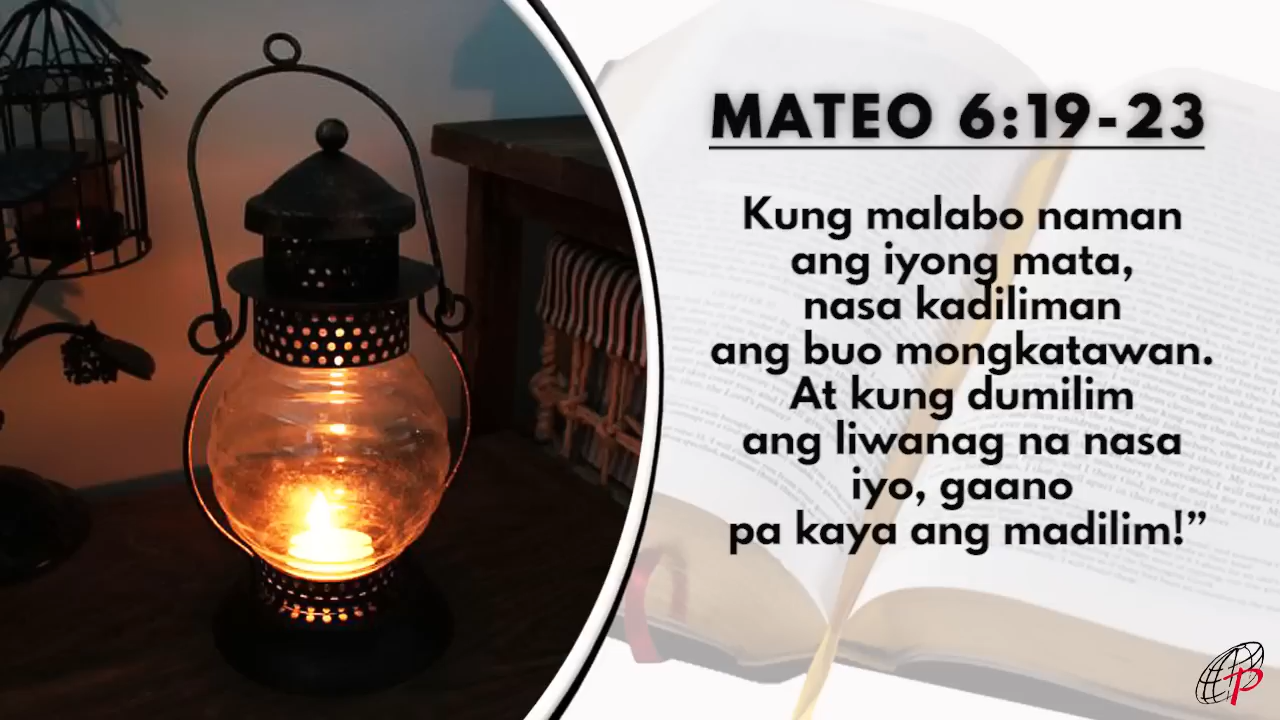 MATEO 6:19-23
Kung malabo naman
ang iyong mata,
nasa kadiliman
ang buo mongkatawan.
At kung dumilim
ang liwanag na nasa
iyo, gaano
pa kaya ang madilim!”